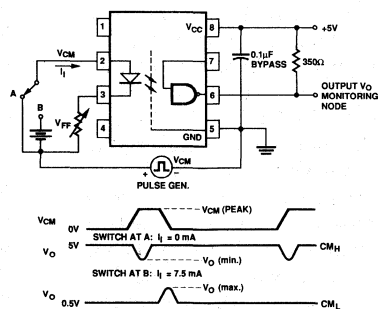 1
2
3
4
8
7
6
5
VCC
GND
VCM
II
A
B
VFF
+5V
0.1μF
BYPASS
350Ω
OUTPUT VO
MONITORING
NODE
+
−
VCM
PULSE GEN.
VCM
0V
VCM (PEAK)
SWITCH AT A: II = 0 mA
5V
VO
VO (min.)
CMH
SWITCH AT B: II = 7.5 mA
VO
0.5V
VO (max.)
CML